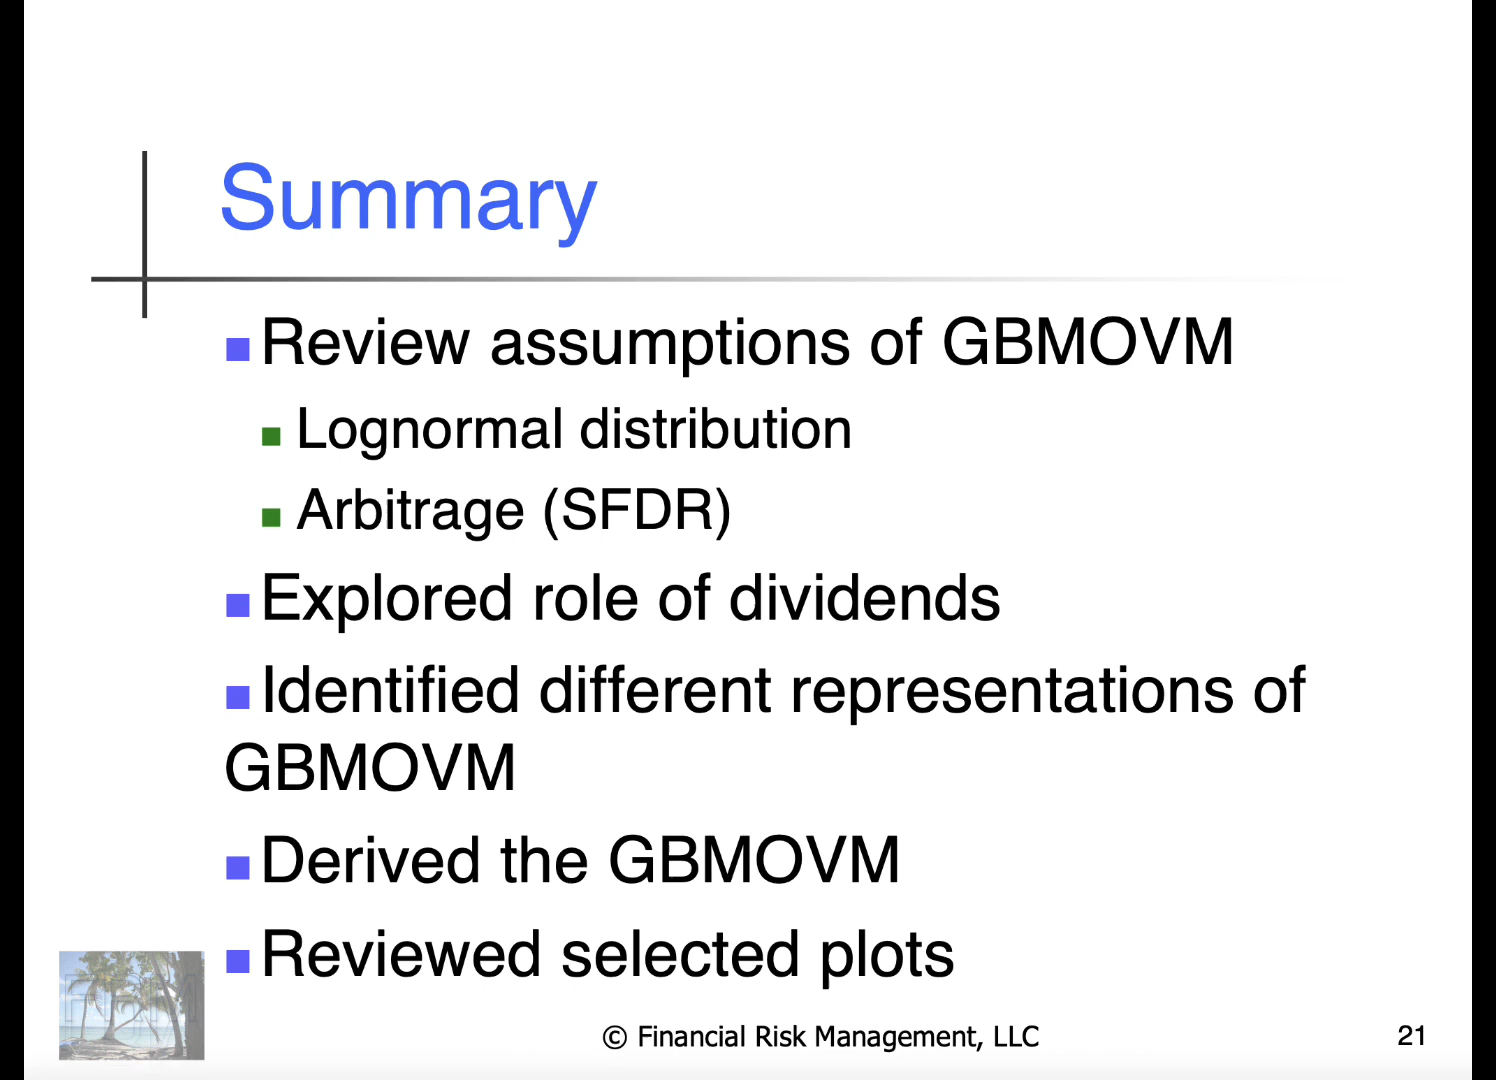 Summary
Review assumptions of GBMOVM
Lognormal distribution
Arbitrage (SFDR)
Explored role of dividends
Identified different representations of
GBMOVM
Derived the GBMOVM
Reviewed selected plots
© Financial Risk Management, LLC
21